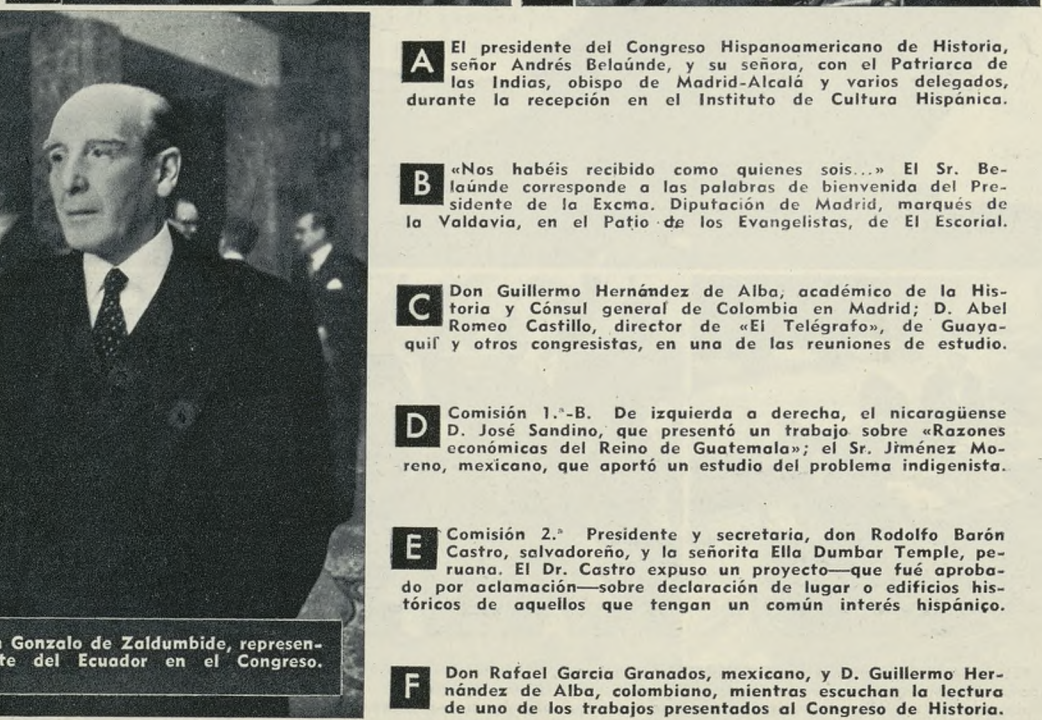 A
El presidente del Congreso Hispanoamericano de Historia,
señor Andrés Belaúnde, y su señora, con el Patriarca de
las Indias, obispo de Madrid-Alcalá y varios delegados,
durante la recepción en el Instituto de Cultura Hispánica.
B
«Nos habéis recibido como quienes sois...» El Sr. Be-
laúnde corresponde a las palabras de bienvenida del Pre-
sidente de la Excma. Diputación de Madrid, marqués de
la Valdavia, en el Patio de los Evangelistas, de El Escorial.
C
Don Guillermo Hernández de Alba, académico de la His-
toria y Cónsul general de Colombia en Madrid; D. Abel
Romeo Castillo, director de «El Telégrafo», de Guaya-
quil y otros congresistas, en una de las reuniones de estudio.
D
Comisión 1.ª-B. De izquierda a derecha, el nicaragüense
D. José Sandino, que presentó un trabajo sobre «Razones
económicas del Reino de Guatemala»; el Sr. Jiménez Mo-
reno, mexicano, que aportó un estudio del problema indigenista.
E
Comisión 2.ª Presidente y secretaria, don Rodolfo Barón
Castro, salvadoreño, y la señorita Ella Dumbar Temple, pe-
ruana. El Dr. Castro expuso un proyecto—que fué aproba-
do por aclamación—sobre declaración de lugar o edificios his-
tóricos de aquellos que tengan un común interés hispánico.
F
Don Rafael García Granados, mexicano, y D. Guillermo Her-
nández de Alba, colombiano, mientras escuchan la lectura
de uno de los trabajos presentados al Congreso de Historia.
Gonzalo de Zaldumbide, represen-
te del Ecuador en el Congreso.